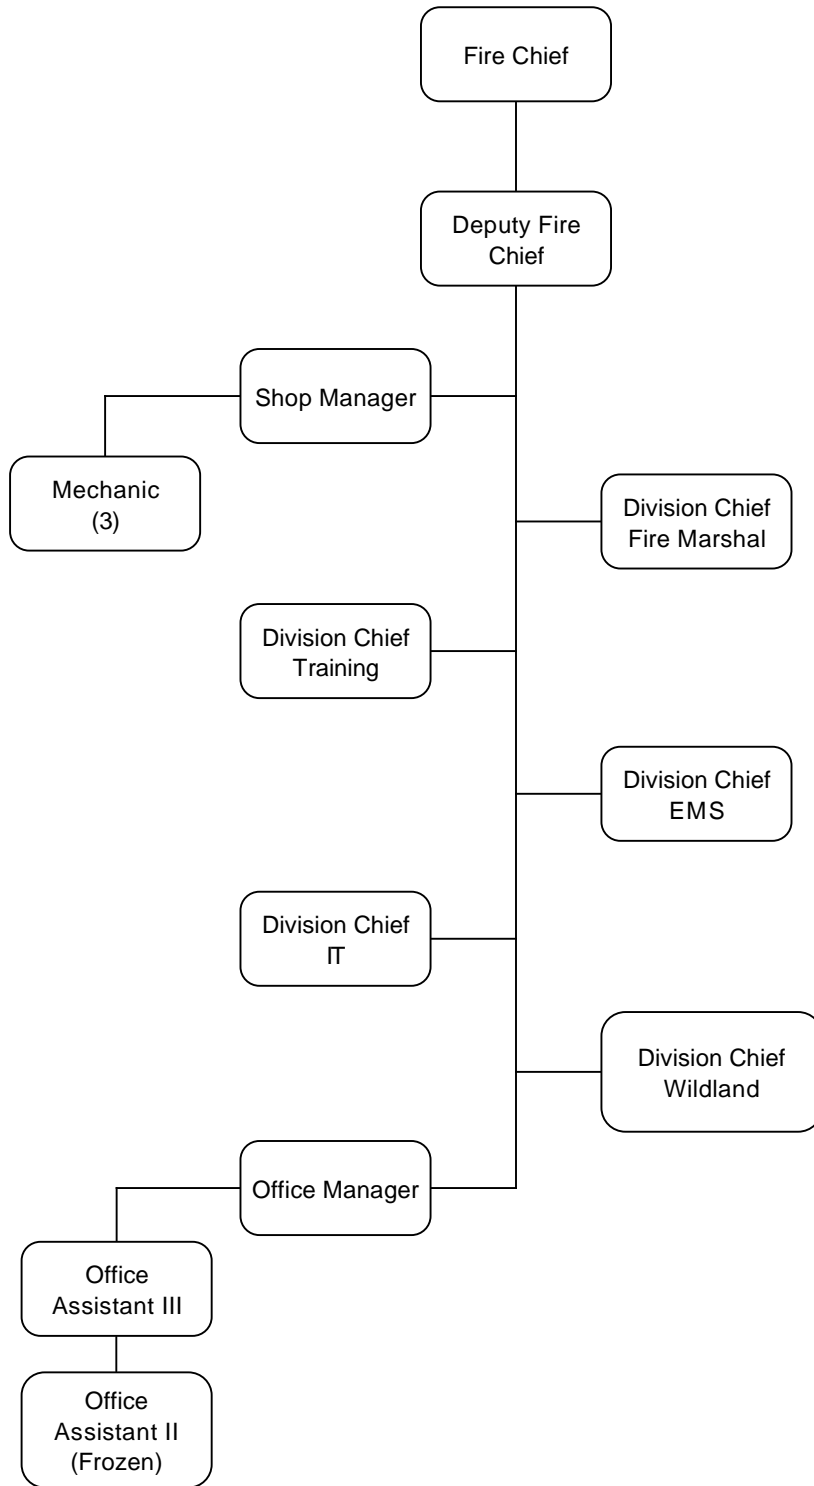 Fire Chief
Deputy Fire
Chief
Shop Manager
Mechanic
(3)
Division Chief
Fire Marshal
Division Chief
Training
Division Chief
EMS
Division Chief
IT
Division Chief
Wildland
Office Manager
Office
Assistant III
Office
Assistant II
(Frozen)